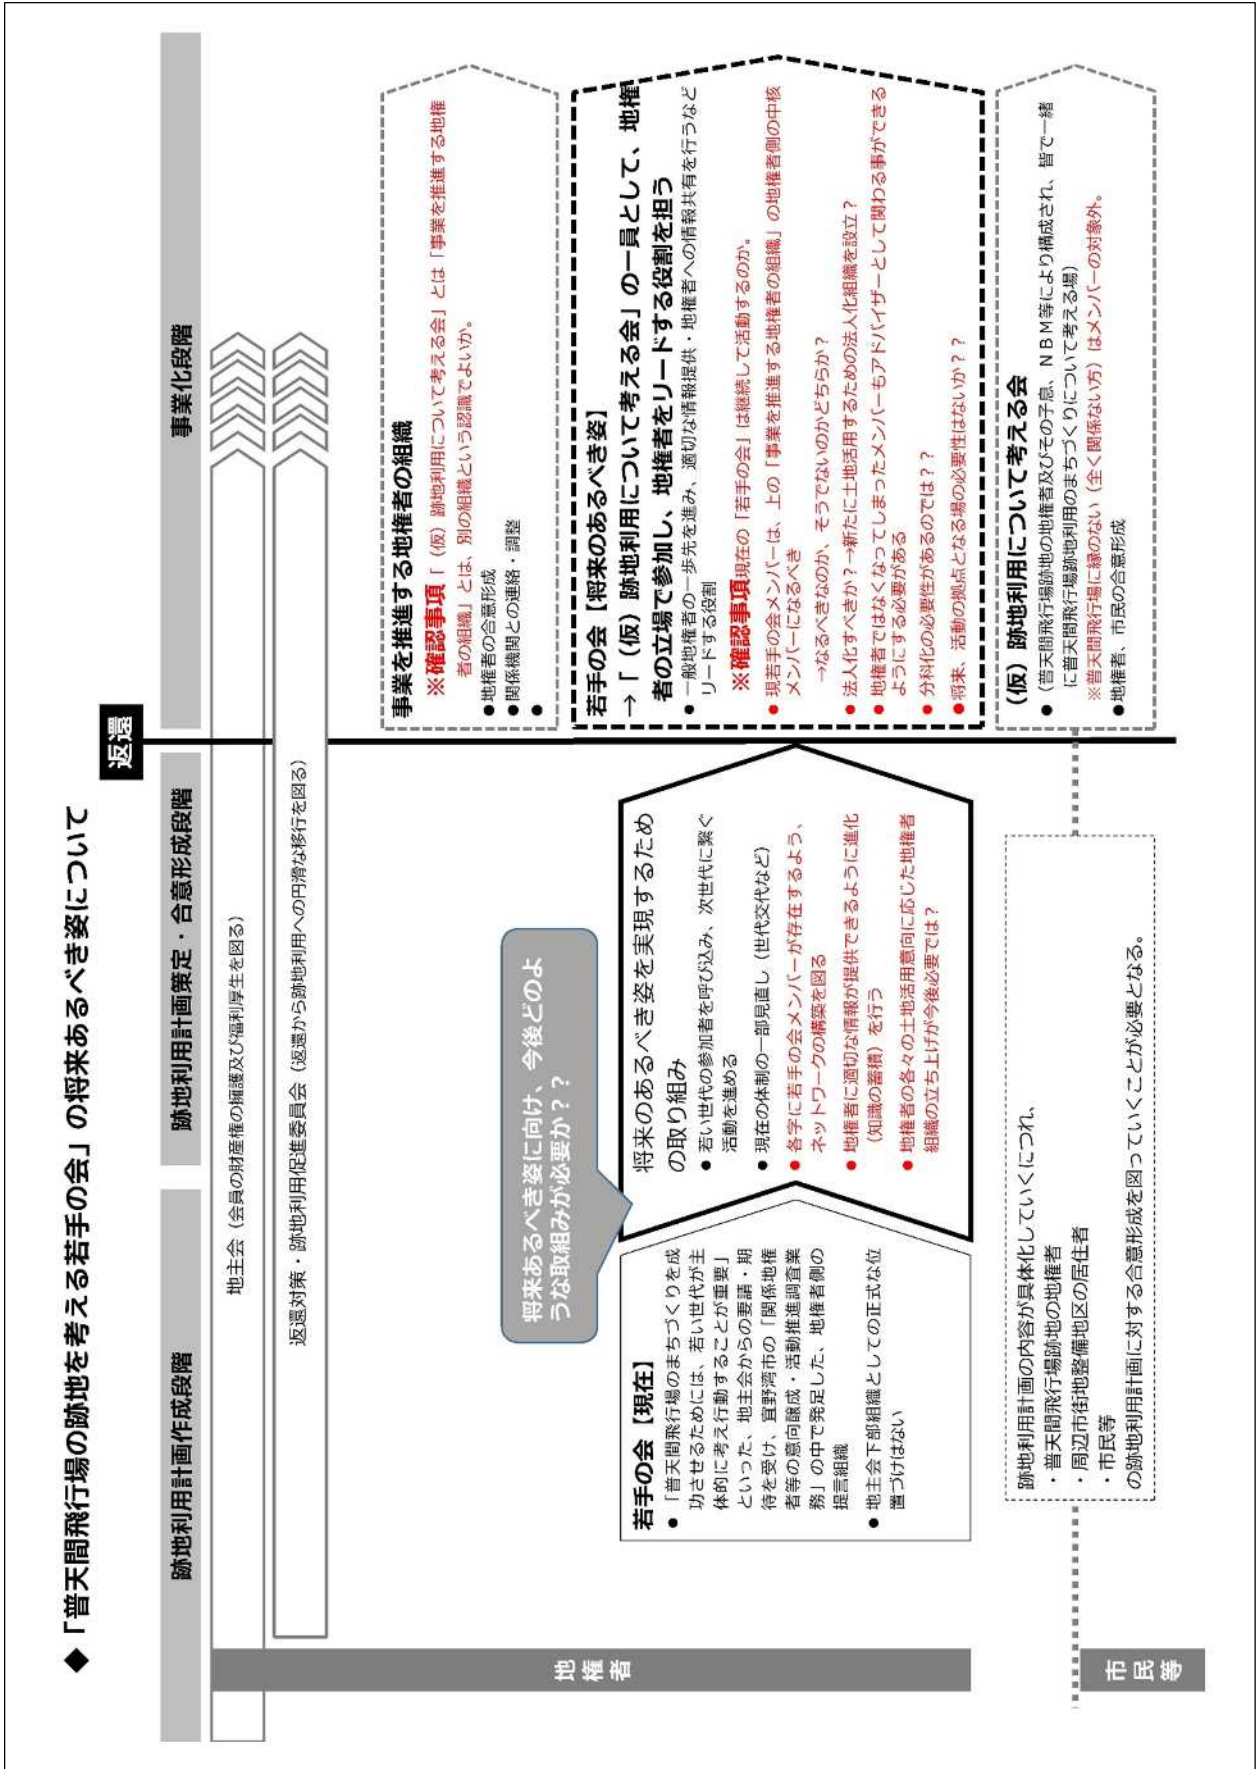 ◆「普天間飛行場の跡地を考える若手の会」の将来あるべき姿について
返還
跡地利用計画作成段階
跡地利用計画策定・合意形成段階
事業化段階
地主会（会員の財産権の擁護及び福利厚生を図る）
返還対策・跡地利用促進委員会（返還から跡地利用への円滑な移行を図る）
地権者
将来あるべき姿に向け、今後どのよ
うな取組みが必要か？？
若手の会【現在】
●「普天間飛行場のまちづくりを成
功させるためには、若い世代が主
体的に考え行動することが重要」
といった、地主会からの要請・期
待を受け、宜野湾市の「関係地権
者等の意向醸成・活動推進調査業
務」の中で発足した、地権者側の
提言組織
●地主会下部組織としての正式な位
置づけはない
将来のあるべき姿を実現するため
の取り組み
●若い世代の参加者を呼び込み、次世代に繋ぐ
活動を進める
●現在の体制の一部見直し（世代交代など）
●各字に若手の会メンバーが存在するよう、
ネットワークの構築を図る
●地権者に適切な情報が提供できるように進化
（知識の蓄積）を行う
●地権者の各々の土地活用意向に応じた地権者
組織の立ち上げが今後必要では？
事業を推進する地権者の組織
※確認事項「（仮）跡地利用について考える会」とは「事業を推進する地権
者の組織」とは、別の組織という認識でよいか。
●地権者の合意形成
●関係機関との連絡・調整
●
若手の会【将来のあるべき姿】
→「（仮）跡地利用について考える会」の一員として、地権
者の立場で参加し、地権者をリードする役割を担う
●一般地権者の一歩先を進み、適切な情報提供・地権者への情報共有を行うなど
リードする役割
※確認事項現在の「若手の会」は継続して活動するのか。
●現若手の会メンバーは、上の「事業を推進する地権者の組織」の地権者側の中核
メンバーになるべき
→なるべきなのか、そうでないのかどちらか？
●法人化すべきか？→新たに土地活用するための法人化組織を設立？
●地権者ではなくなってしまったメンバーもアドバイザーとして関わる事ができる
ようにする必要がある
●分科化の必要性があるのでは？？
●将来、活動の拠点となる場の必要性はないか？？
市民等
跡地利用計画の内容が具体化していくにつれ、
・普天間飛行場跡地の地権者
・周辺市街地整備地区の居住者
・市民等
の跡地利用計画に対する合意形成を図っていくことが必要となる。
（仮）跡地利用について考える会
●（普天間飛行場跡地の地権者及びその子息、ＮＢＭ等により構成され、皆で一緒
に普天間飛行場跡地利用のまちづくりについて考える場）
※普天間飛行場に縁のない（全く関係ない方）はメンバーの対象外。
●地権者、市民の合意形成